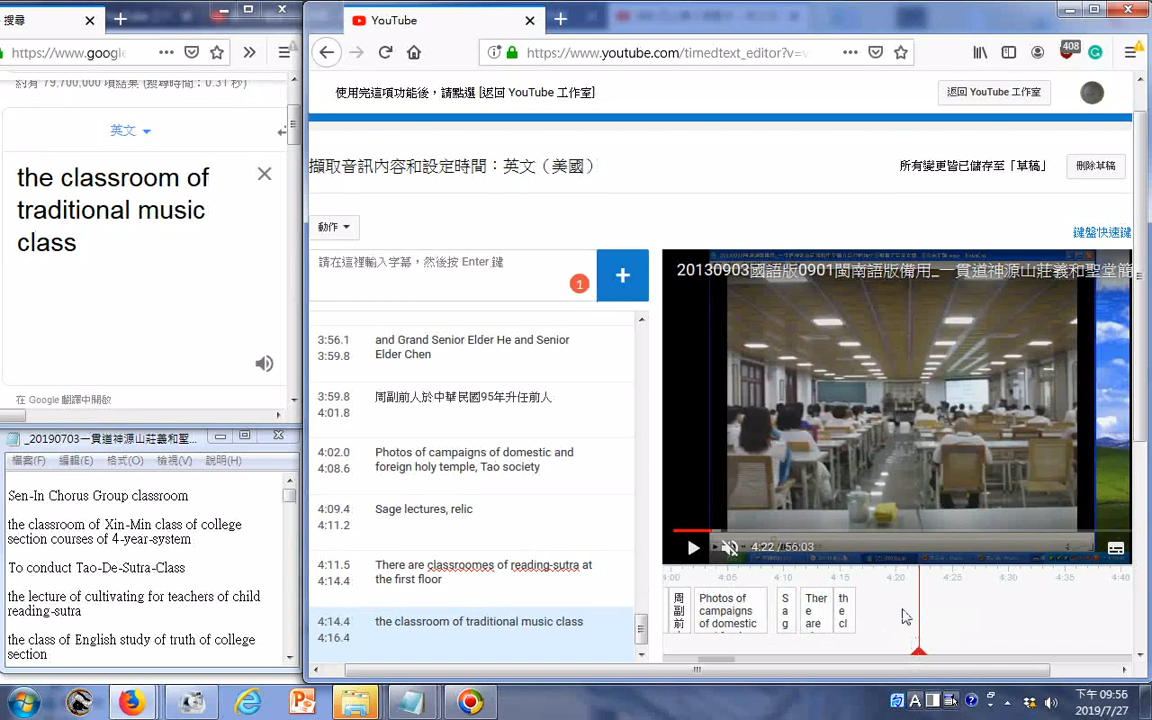 搜尋
https://www.google
約有 79,700,000 項結果 (搜尋時間：0.31 秒)
英文
the classroom of
traditional music
class
在 Google 翻譯中開啟
_20190703一貫道神源山莊義和聖...
檔案(F) 編輯(E) 格式(O) 檢視(V) 說明(H)
Sen-In Chorus Group classroom
the classroom of Xin-Min class of college
section courses of 4-year-system
To conduct Tao-De-Sutra-Class
the lecture of cultivating for teachers of child
reading-sutra
the class of English study of truth of college
section
YouTube
https://www.youtube.com/timedtext_editor?v=
408
使用完這項功能後，請點選 [返回 YouTube 工作室]
返回 YouTube 工作室
擷取音訊內容和設定時間：英文（美國）
所有變更皆已儲存至「草稿」
刪除草稿
動作
鍵盤快速鍵
請在這裡輸入字幕，然後按 Enter 鍵
1
+
3:56.1 and Grand Senior Elder He and Senior
3:59.8 Elder Chen
3:59.8 周副前人於中華民國95年升任前人
4:01.8
4:02.0 Photos of campaigns of domestic and
4:08.6 foreign holy temple, Tao society
4:09.4 Sage lectures, relic
4:11.2
4:11.5 There are classroomes of reading-sutra at
4:14.4 the first floor
4:14.4 the classroom of traditional music class
4:16.4
20130903國語版0901閩南語版備用_一貫道神源山莊義和聖堂簡
4:22 / 56:03
4:00 4:05 4:10 4:15 4:20 4:25 4:30 4:35 4:40
周
副
前
Photos of
campaigns
of domestic
S
a
g
Ther
e
are
th
e
cl
下午 09:56
2019/7/27